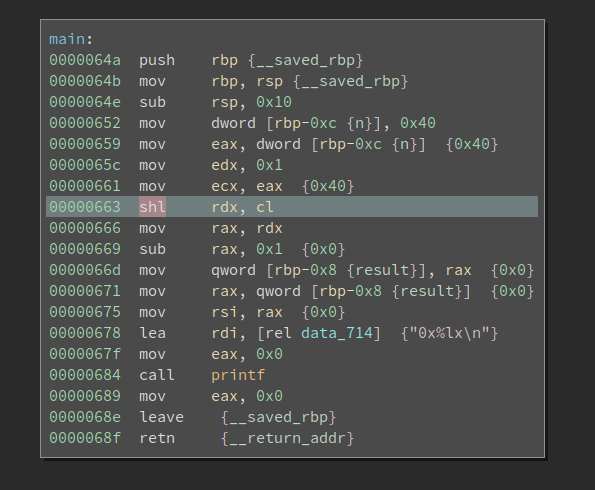 main:
0000064a push rbp {__saved_rbp}
0000064b mov rbp, rsp {__saved_rbp}
0000064e sub rsp, 0x10
00000652 mov dword [rbp-0xc {n}], 0x40
00000659 mov eax, dword [rbp-0xc {n}] {0x40}
0000065c mov edx, 0x1
00000661 mov ecx, eax {0x40}
00000663 shl rdx, cl
00000666 mov rax, rdx
00000669 sub rax, 0x1 {0x0}
0000066d mov qword [rbp-0x8 {result}], rax {0x0}
00000671 mov rax, qword [rbp-0x8 {result}] {0x0}
00000675 mov rsi, rax {0x0}
00000678 lea rdi, [rel data_714] {"0x%lx\n"}
0000067f mov eax, 0x0
00000684 call printf
00000689 mov eax, 0x0
0000068e leave {__saved_rbp}
0000068f retn {__return_addr}